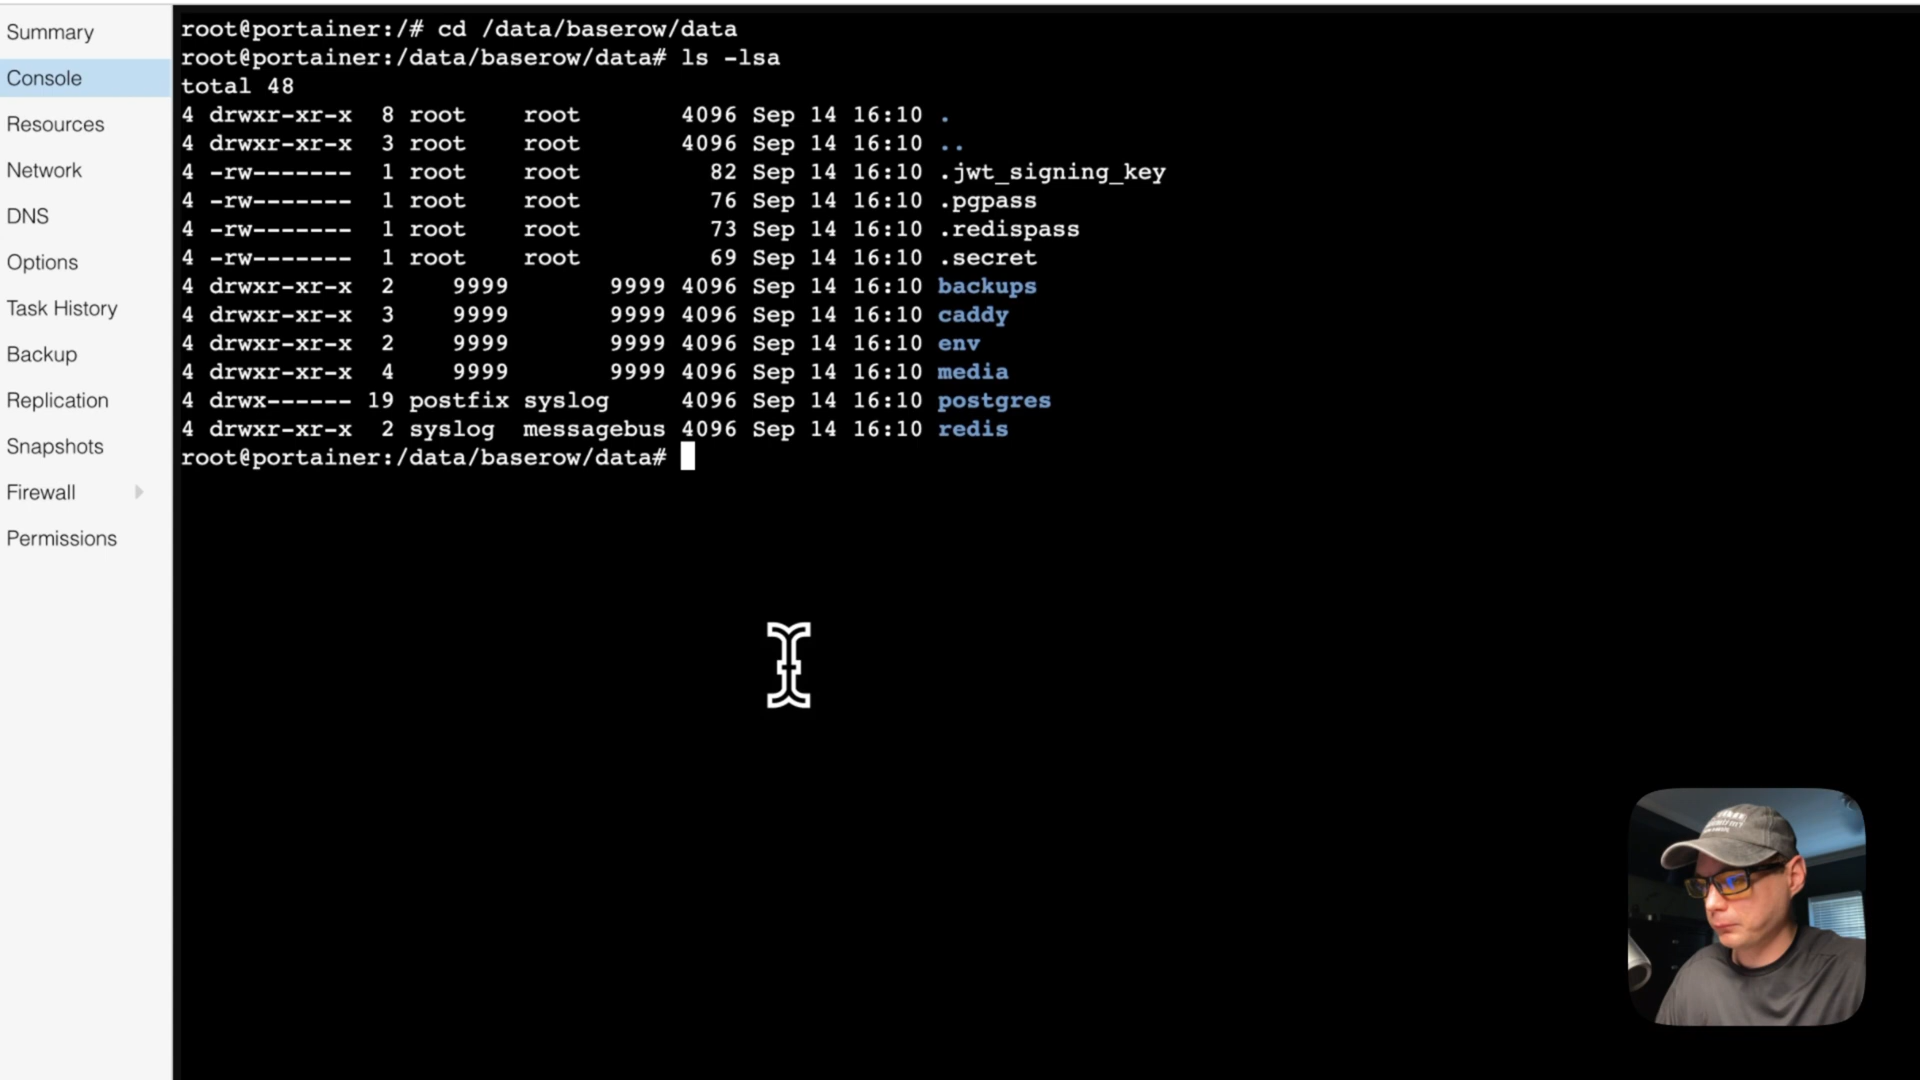 Summary
Console
Resources
Network
DNS
Options
Task History
Backup
Replication
Snapshots
Firewall
Permissions
root@portainer:/# cd /data/baserow/data
root@portainer:/data/baserow/data# ls -lsa
total 48
4 drwxr-xr-x  8 root    root       4096 Sep 14 16:10 .
4 drwxr-xr-x  3 root    root       4096 Sep 14 16:10 ..
4 -rw-------  1 root    root         82 Sep 14 16:10 .jwt_signing_key
4 -rw-------  1 root    root         76 Sep 14 16:10 .pgpass
4 -rw-------  1 root    root         73 Sep 14 16:10 .redispass
4 -rw-------  1 root    root         69 Sep 14 16:10 .secret
4 drwxr-xr-x  2    9999       9999 4096 Sep 14 16:10 backups
4 drwxr-xr-x  3    9999       9999 4096 Sep 14 16:10 caddy
4 drwxr-xr-x  2    9999       9999 4096 Sep 14 16:10 env
4 drwxr-xr-x  4    9999       9999 4096 Sep 14 16:10 media
4 drwx------ 19 postfix syslog     4096 Sep 14 16:10 postgres
4 drwxr-xr-x  2 syslog  messagebus 4096 Sep 14 16:10 redis
root@portainer:/data/baserow/data#